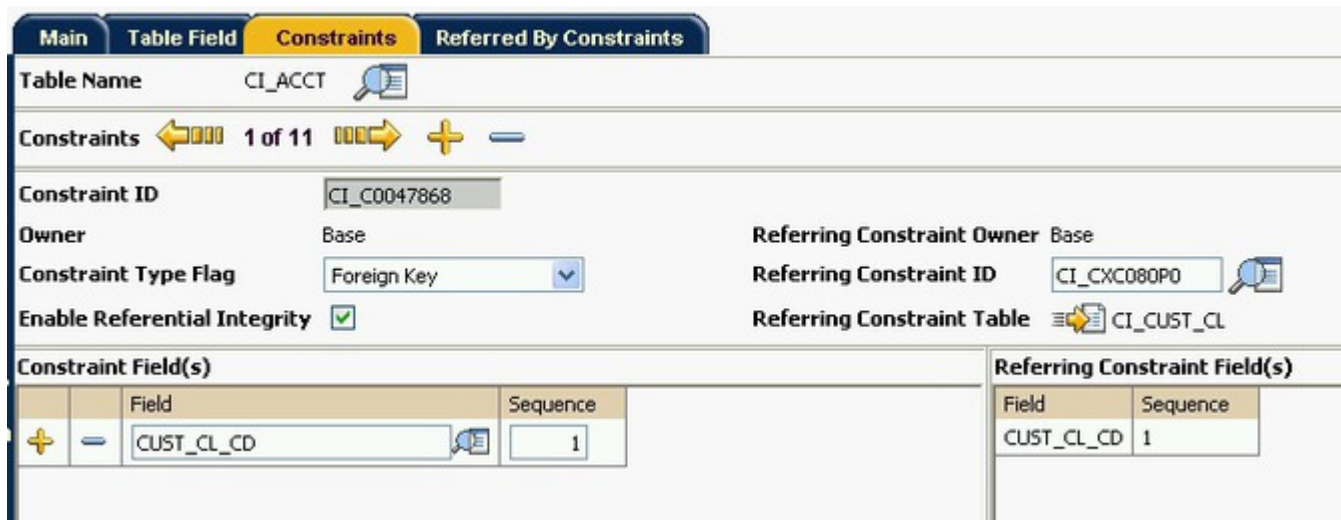 Main Table Field Constraints Referred By Constraints
Table Name CI_ACCT
Constraints 1 of 11
Constraint ID CI_C0047868
Owner Base Referring Constraint Owner Base
Constraint Type Flag Foreign Key Referring Constraint ID CI_CXC080P0
Enable Referential Integrity Referring Constraint Table CI_CUST_CL
Constraint Field(s) Referring Constraint Field(s)
Field Sequence Field Sequence
CUST_CL_CD 1 CUST_CL_CD 1